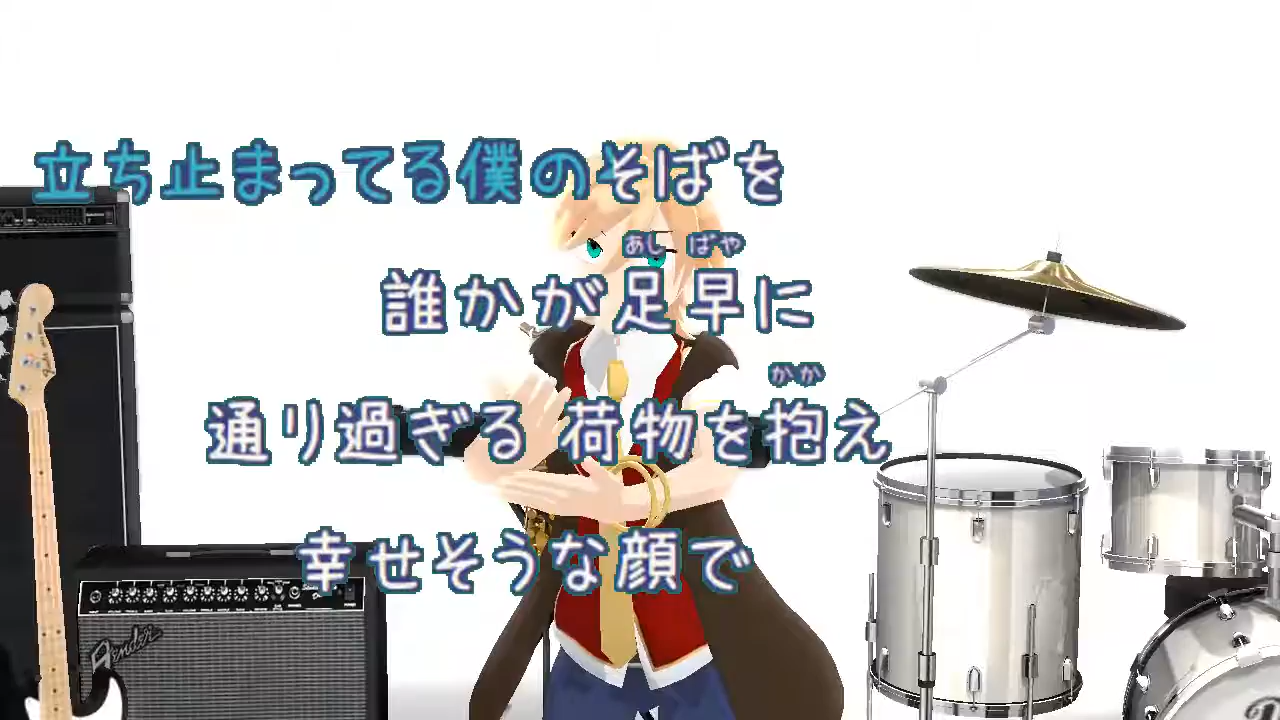 立ち止まってる僕のそばを
あし ばや
誰かが足早に
かか
通り過ぎる 荷物を抱え
幸せそうな顔で
Fender